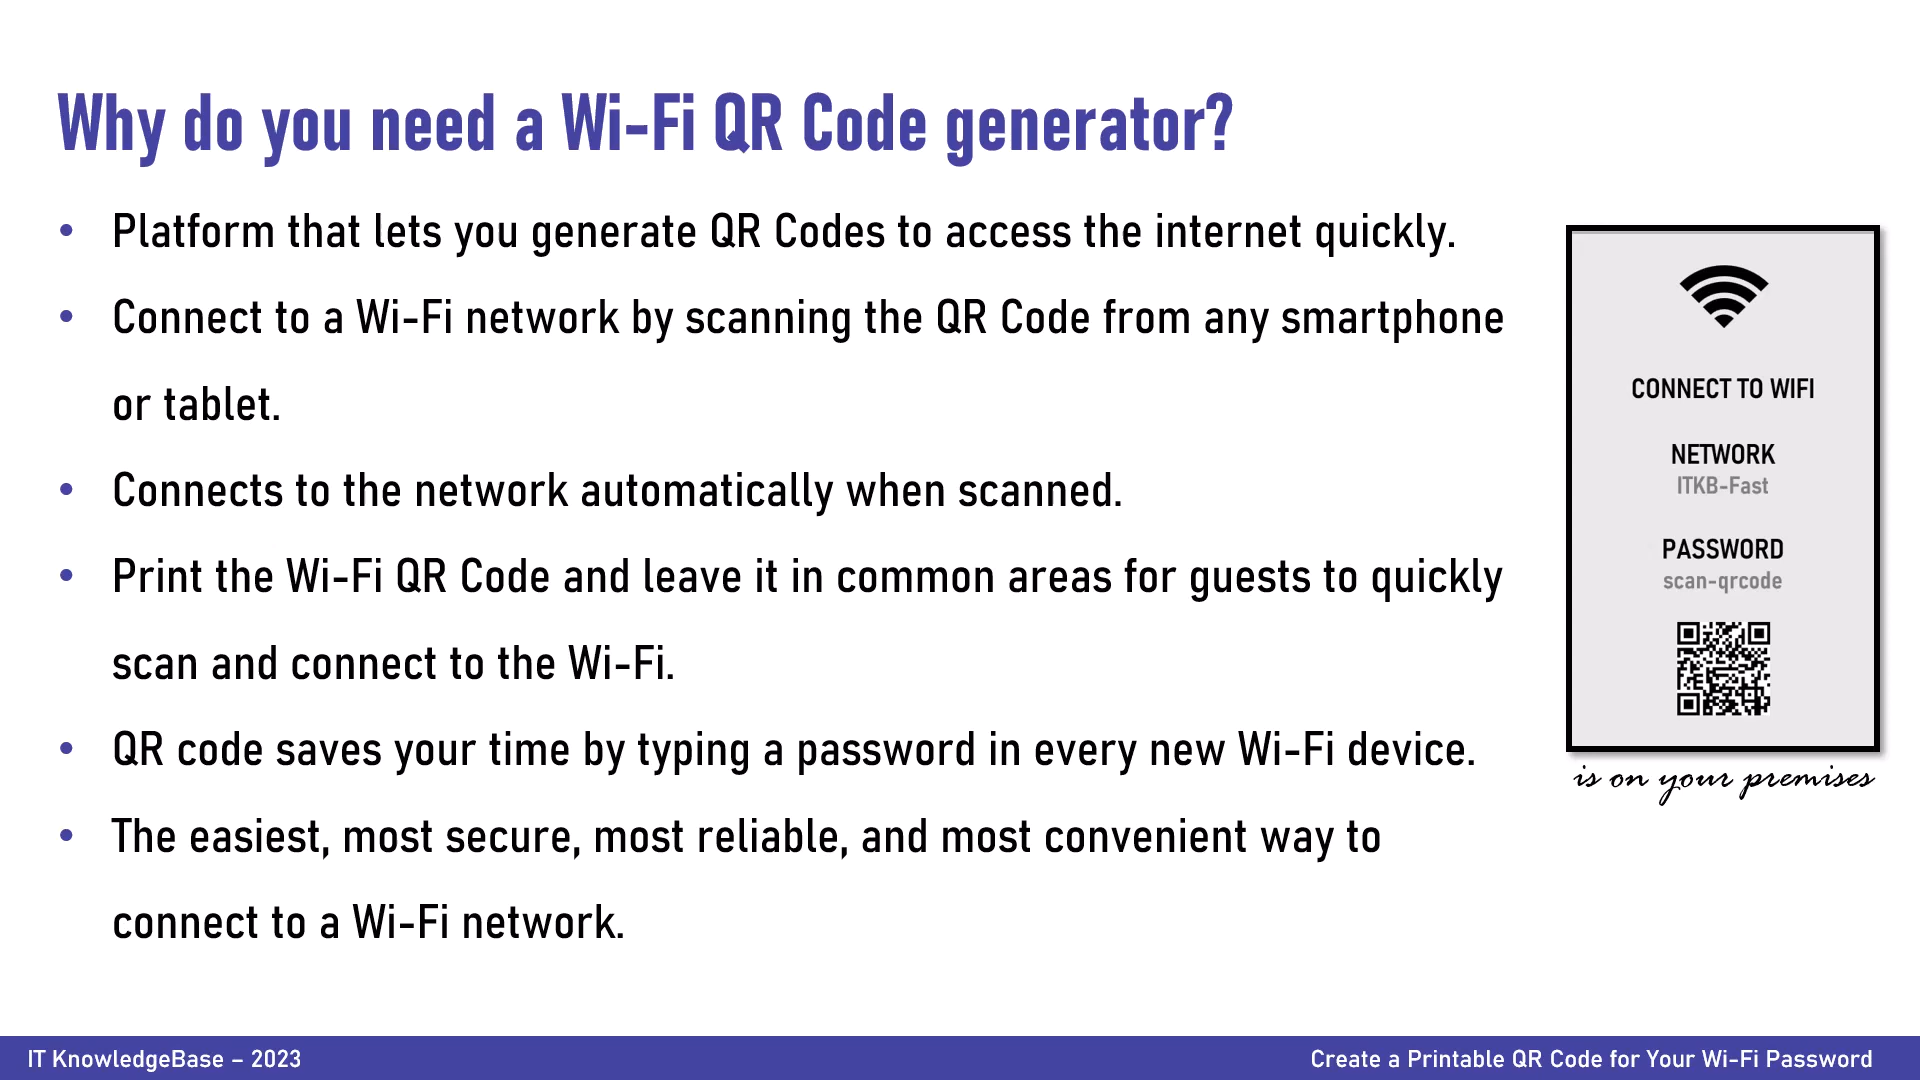 Why do you need a Wi-Fi QR Code generator?
• Platform that lets you generate QR Codes to access the internet quickly.
• Connect to a Wi-Fi network by scanning the QR Code from any smartphone
or tablet.
• Connects to the network automatically when scanned.
• Print the Wi-Fi QR Code and leave it in common areas for guests to quickly
scan and connect to the Wi-Fi.
• QR code saves your time by typing a password in every new Wi-Fi device.
• The easiest, most secure, most reliable, and most convenient way to
connect to a Wi-Fi network.
CONNECT TO WIFI
NETWORK
ITKB-Fast
PASSWORD
scan-qrcode
is on your premises
IT KnowledgeBase – 2023
Create a Printable QR Code for Your Wi-Fi Password